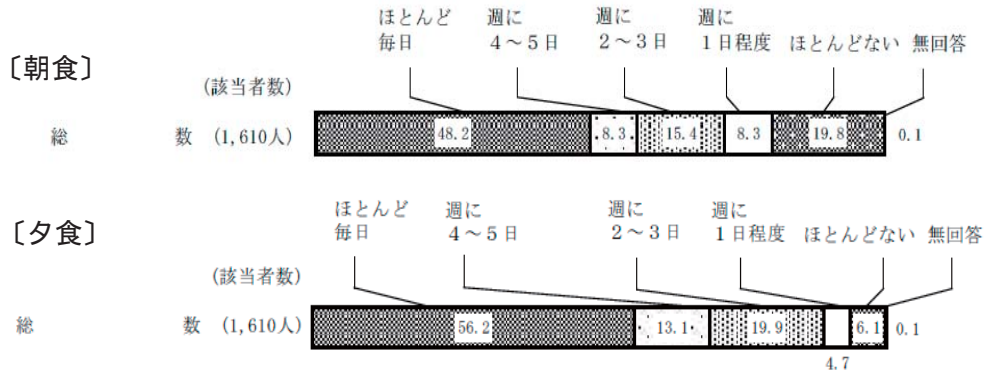 ほとんど 週に 週に 週に
毎日 4～5日 2～3日 1日程度 ほとんどない 無回答
〔朝食〕
(該当者数)
総 数 (1,610人) 48.2 8.3 15.4 8.3 19.8 0.1
ほとんど 週に 週に 週に
毎日 4～5日 2～3日 1日程度 ほとんどない 無回答
〔夕食〕
(該当者数)
総 数 (1,610人) 56.2 13.1 19.9 6.1 0.1
4.7